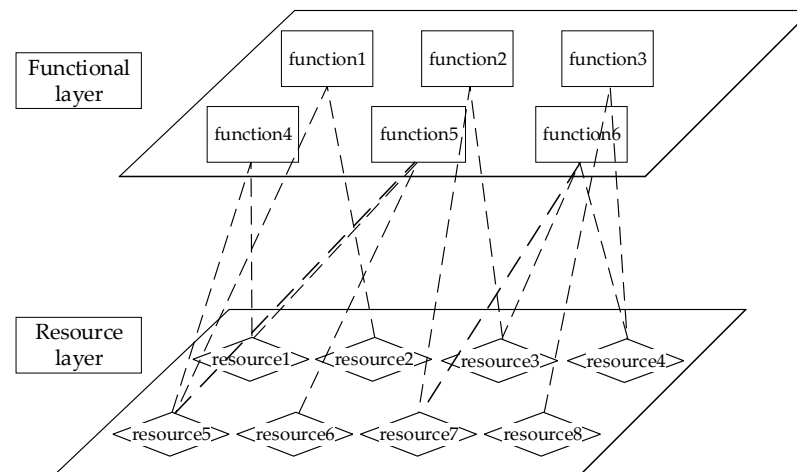 function1
function2
function3
Functional
layer
function4
function5
function6
Resource
layer
resource1
resource2
resource3
resource4
resource5
resource6
resource7
resource8